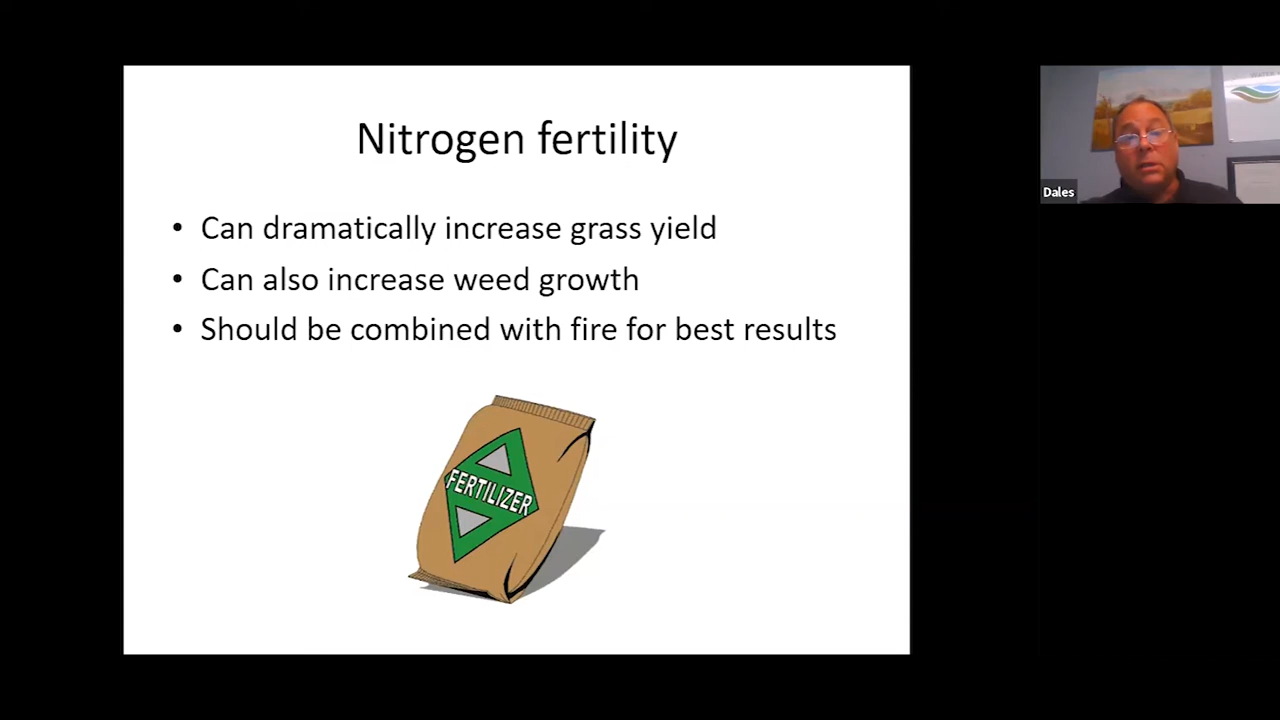 Nitrogen fertility
• Can dramatically increase grass yield
• Can also increase weed growth
• Should be combined with fire for best results
FERTILIZER
WATER
Dales